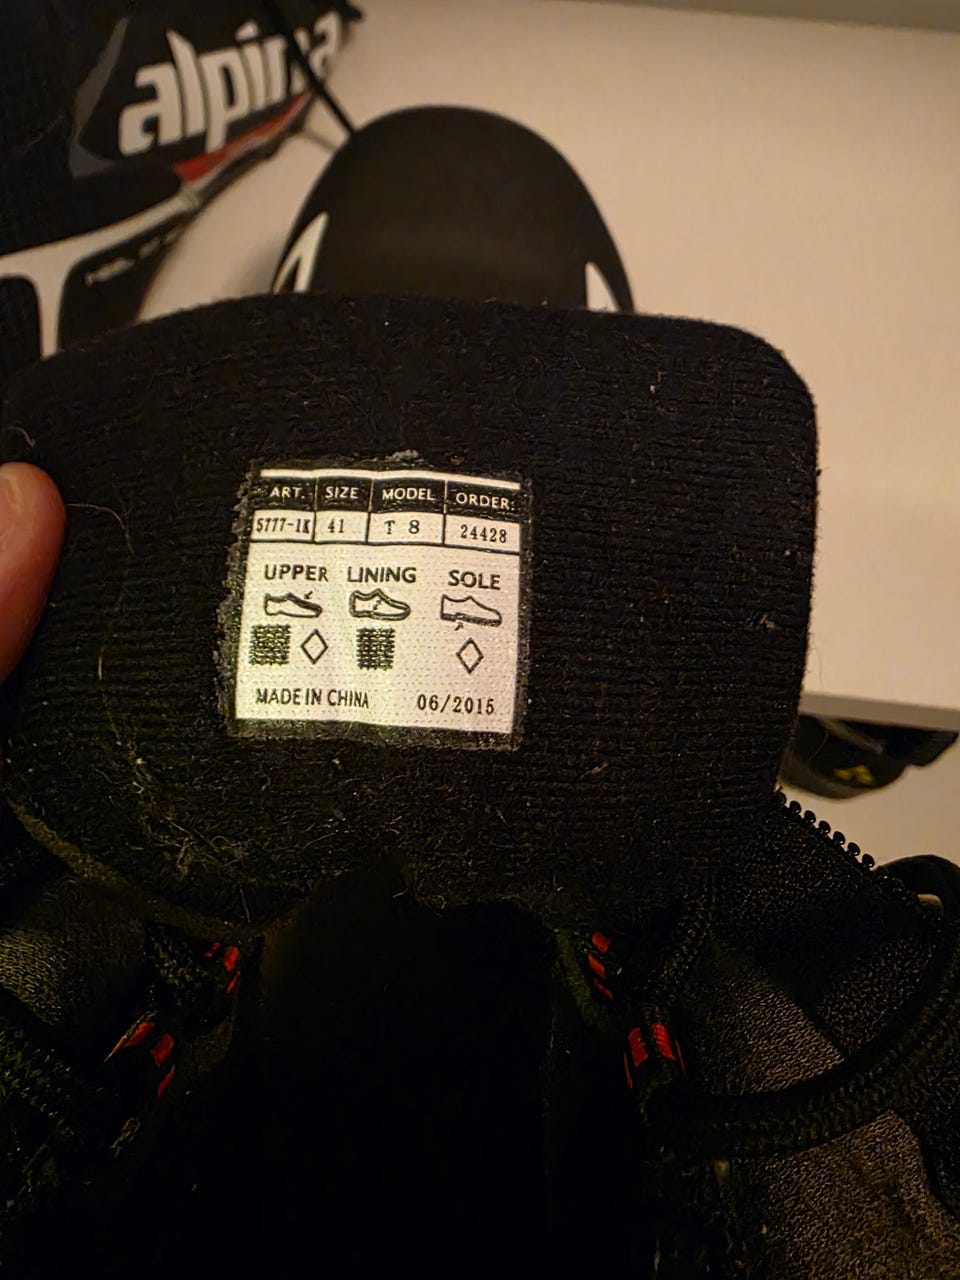 alpina
ART. SIZE MODEL ORDER:
5777-1K 41 T 8 24428
UPPER LINING SOLE
MADE IN CHINA 06/2015